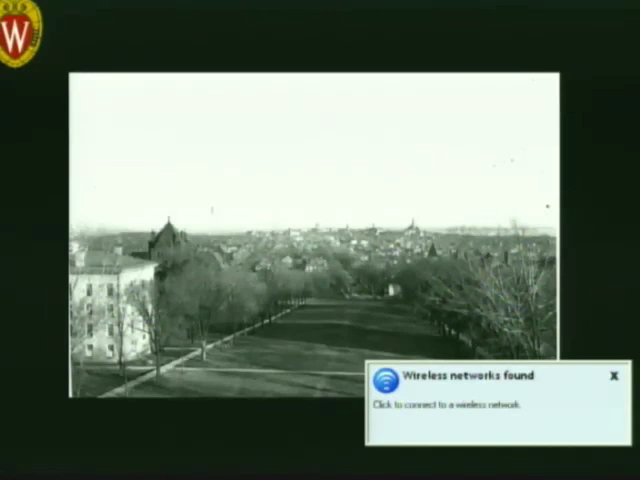 W
Wireless networks found
X
Click to connect to a wireless network.